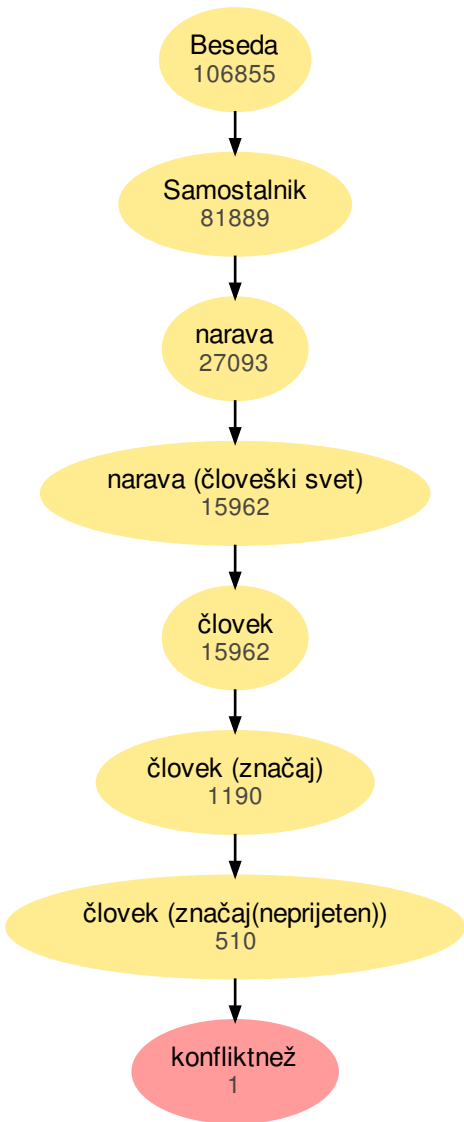 Beseda
106855
Samostalnik
81889
narava
27093
narava (človeški svet)
15962
človek
15962
človek (značaj)
1190
človek (značaj(neprijeten))
510
konfliktnež
1